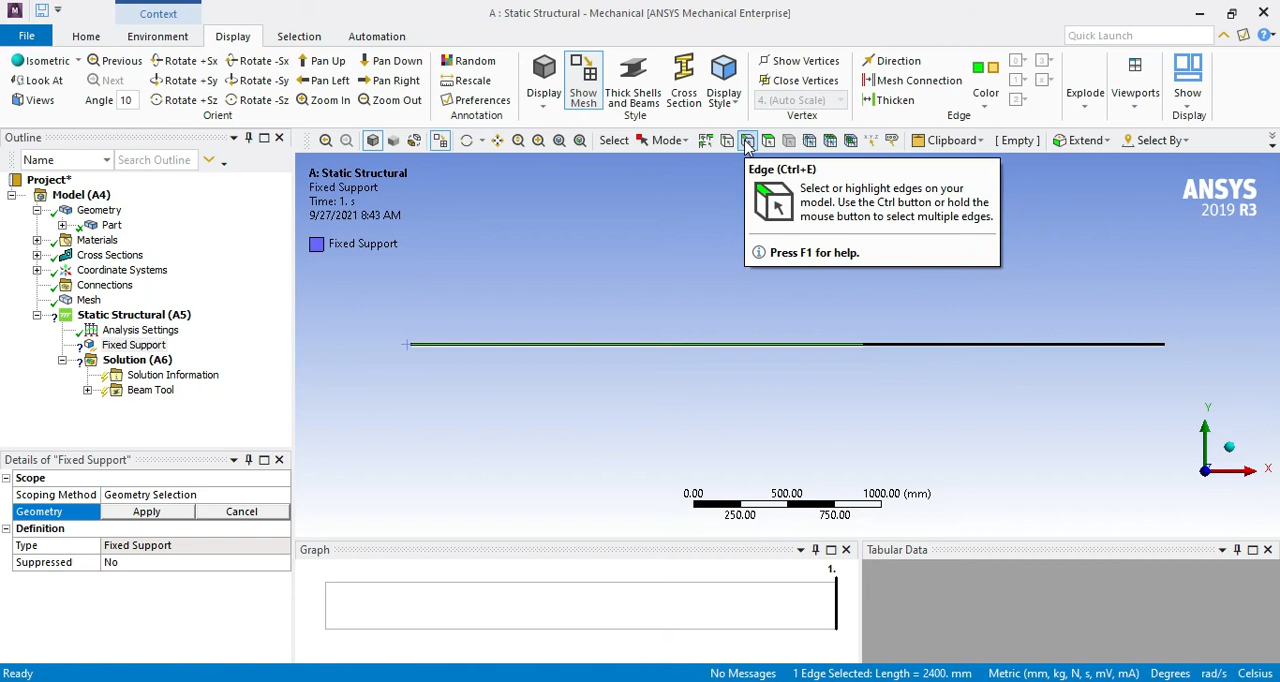 Context
A : Static Structural - Mechanical [ANSYS Mechanical Enterprise]
File
Home
Environment
Display
Selection
Automation
Quick Launch
Isometric
Previous
Rotate +Sx
Rotate -Sx
Pan Up
Pan Down
Look At
Next
Rotate +Sy
Rotate -Sy
Pan Left
Pan Right
Views
Angle 10
Rotate +Sz
Rotate -Sz
Zoom In
Zoom Out
Orient
Random
Rescale
Preferences
Annotation
Display
Show
Mesh
Thick Shells
and Beams
Cross
Section
Display
Style
Style
Show Vertices
Close Vertices
4. (Auto Scale)
Vertex
Direction
Mesh Connection
Thicken
Color
Edge
Explode
Viewports
Show
Display
Outline
Select
Mode
Clipboard
[ Empty ]
Extend
Select By
Name
Search Outline
Project*
Model (A4)
Geometry
Part
Materials
Cross Sections
Coordinate Systems
Connections
Mesh
Static Structural (A5)
Analysis Settings
Fixed Support
Solution (A6)
Solution Information
Beam Tool
A: Static Structural
Fixed Support
Time: 1. s
9/27/2021 8:43 AM
Fixed Support
Edge (Ctrl+E)
Select or highlight edges on your
model. Use the Ctrl button or hold the
mouse button to select multiple edges.
Press F1 for help.
ANSYS
2019 R3
Y
X
0.00
500.00
1000.00 (mm)
250.00
750.00
Details of "Fixed Support"
Scope
Scoping Method Geometry Selection
Geometry Apply Cancel
Definition
Type Fixed Support
Suppressed No
Graph
1.
Tabular Data
Ready
No Messages
1 Edge Selected: Length = 2400. mm
Metric (mm, kg, N, s, mV, mA)
Degrees
rad/s
Celsius